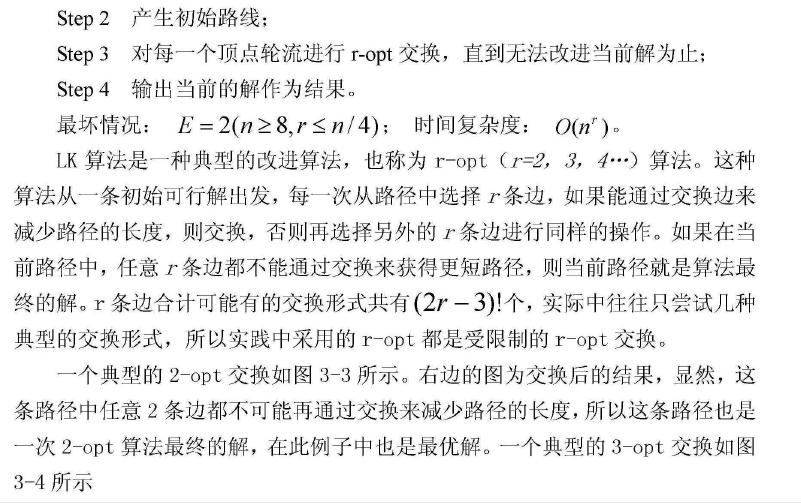 Step 2 产生初始路线；
Step 3 对每一个顶点轮流进行 r-opt 交换，直到无法改进当前解为止；
Step 4 输出当前的解作为结果。
最坏情况： E = 2(n ≥ 8, r ≤ n/4)； 时间复杂度： O(nʳ)。
LK 算法是一种典型的改进算法，也称为 r-opt（r=2，3，4…）算法。这种
算法从一条初始可行解出发，每一次从路径中选择 r 条边，如果能通过交换边来
减少路径的长度，则交换，否则再选择另外的 r 条边进行同样的操作。如果在当
前路径中，任意 r 条边都不能通过交换来获得更短路径，则当前路径就是算法最
终的解。r 条边合计可能有的交换形式共有(2r − 3)!个，实际中往往只尝试几种
典型的交换形式，所以实践中采用的 r-opt 都是受限制的 r-opt 交换。
一个典型的 2-opt 交换如图 3-3 所示。右边的图为交换后的结果，显然，这
条路径中任意 2 条边都不可能再通过交换来减少路径的长度，所以这条路径也是
一次 2-opt 算法最终的解，在此例子中也是最优解。一个典型的 3-opt 交换如图
3-4 所示